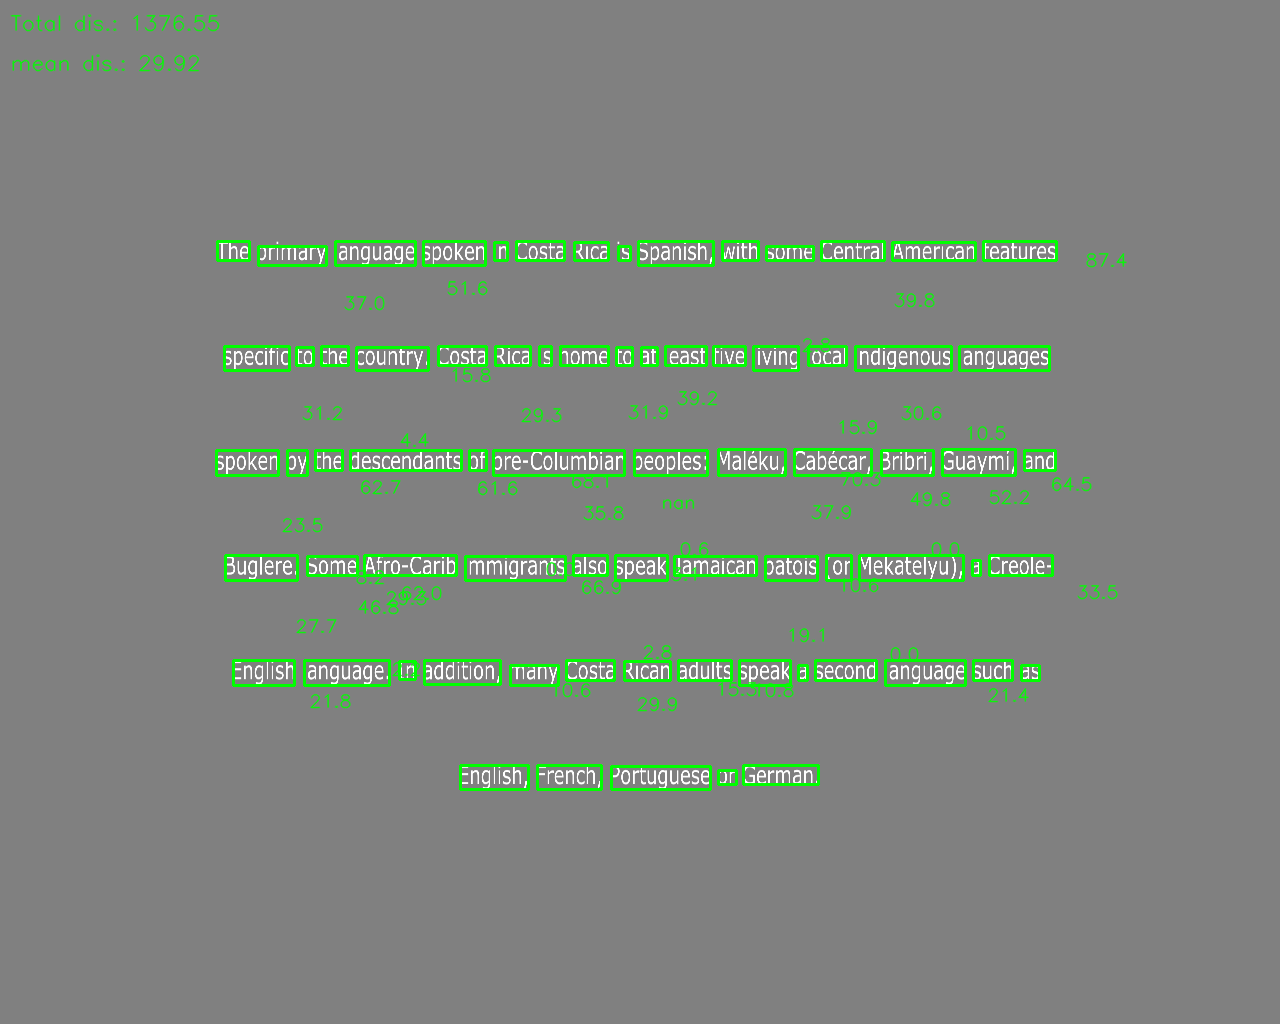 Total dis.: 1376.55
mean dis.: 29.92
The primary language spoken in Costa Rica is Spanish, with some Central American features
87.4
51.6
37.0 39.8
2.8
specific to the country. Costa Rica is home to at least five living local indigenous languages
15.8
39.2
31.2 29.3 31.9 30.6
15.9
4.4 10.5
spoken by the descendants of pre-Columbian peoples: Maléku, Cabécar, Bribri, Guaymí, and
62.7 61.6 68.1 70.3 64.5
nan 49.8 52.2
35.8 37.9
23.5
0.6 0.0
Buglere. Some Afro-Carib immigrants also speak Jamaican patois (or Mekatelyu), a Creole-
66.9 10.6
46.8 62.0 33.5
27.7 19.1
2.8 0.0
English language. In addition, many Costa Rican adults speak a second language such as
10.6 21.4
21.8 29.9
English, French, Portuguese or German.